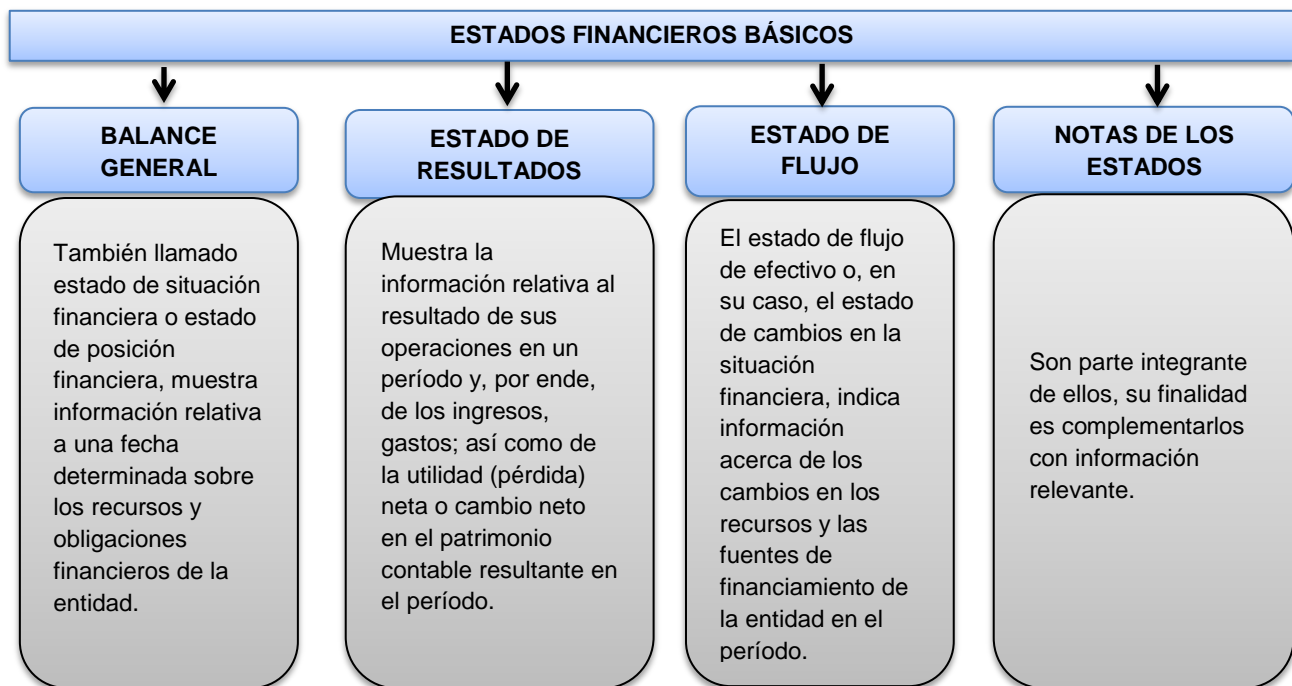 ESTADOS FINANCIEROS BÁSICOS
BALANCE
GENERAL
También llamado
estado de situación
financiera o estado
de posición
financiera, muestra
información relativa
a una fecha
determinada sobre
los recursos y
obligaciones
financieros de la
entidad.
ESTADO DE
RESULTADOS
Muestra la
información relativa al
resultado de sus
operaciones en un
período y, por ende,
de los ingresos,
gastos; así como de
la utilidad (pérdida)
neta o cambio neto
en el patrimonio
contable resultante en
el período.
ESTADO DE
FLUJO
El estado de flujo
de efectivo o, en
su caso, el estado
de cambios en la
situación
financiera, indica
información
acerca de los
cambios en los
recursos y las
fuentes de
financiamiento de
la entidad en el
período.
NOTAS DE LOS
ESTADOS
Son parte integrante
de ellos, su finalidad
es complementarlos
con información
relevante.